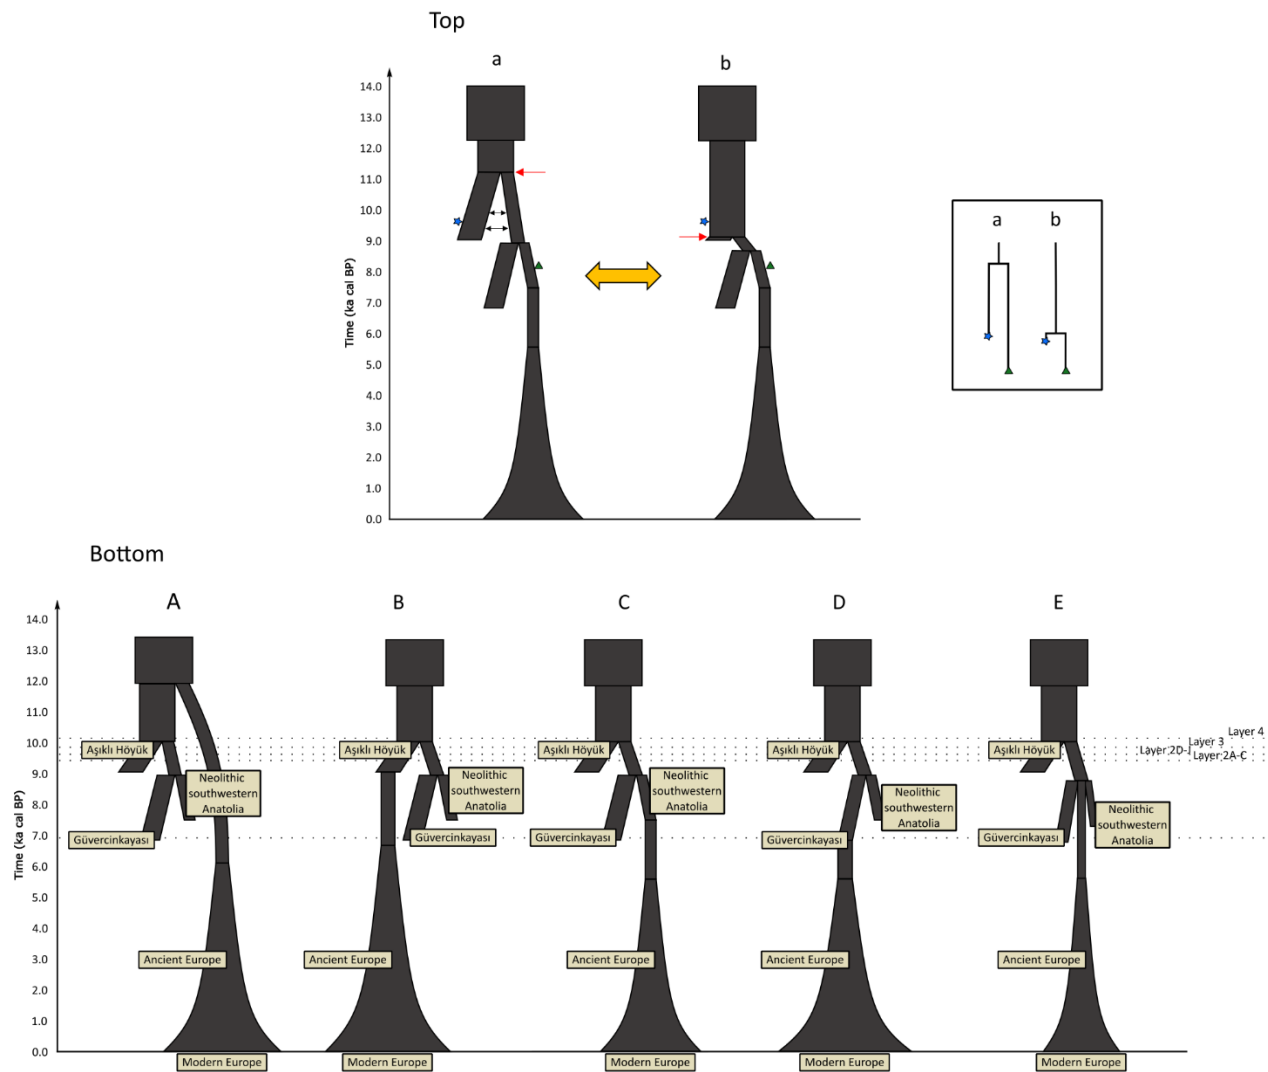 Top
a
b
14.0
13.0
12.0
11.0
10.0
9.0
8.0
7.0
6.0
5.0
4.0
3.0
2.0
1.0
0.0
Time (ka cal BP)
a
b
Bottom
A
B
C
D
E
14.0
13.0
12.0
11.0
10.0
9.0
8.0
7.0
6.0
5.0
4.0
3.0
2.0
1.0
0.0
Time (ka cal BP)
Layer 4
Layer 3
Layer 2D-J
Layer 2A-C
Aşıklı Höyük
Neolithic
southwestern
Anatolia
Güvercinkayası
Ancient Europe
Modern Europe
Aşıklı Höyük
Neolithic
southwestern
Anatolia
Güvercinkayası
Ancient Europe
Modern Europe
Aşıklı Höyük
Neolithic
southwestern
Anatolia
Güvercinkayası
Ancient Europe
Modern Europe
Aşıklı Höyük
Neolithic
southwestern
Anatolia
Güvercinkayası
Ancient Europe
Modern Europe
Aşıklı Höyük
Neolithic
southwestern
Anatolia
Güvercinkayası
Ancient Europe
Modern Europe